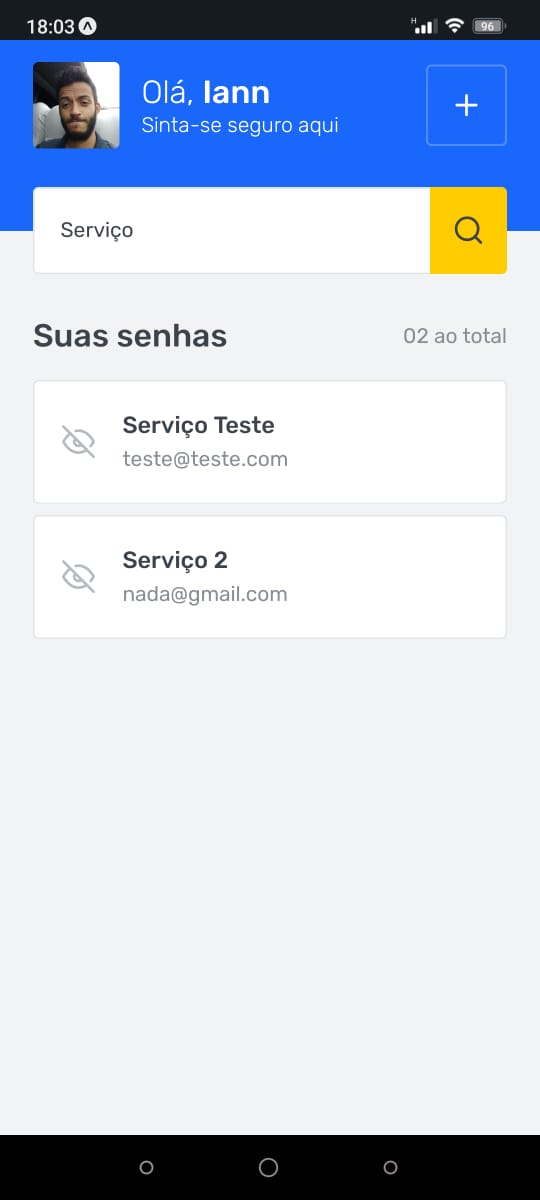 18:03
H
96
Olá, Iann
Sinta-se seguro aqui
Serviço
Suas senhas
02 ao total
Serviço Teste
teste@teste.com
Serviço 2
nada@gmail.com